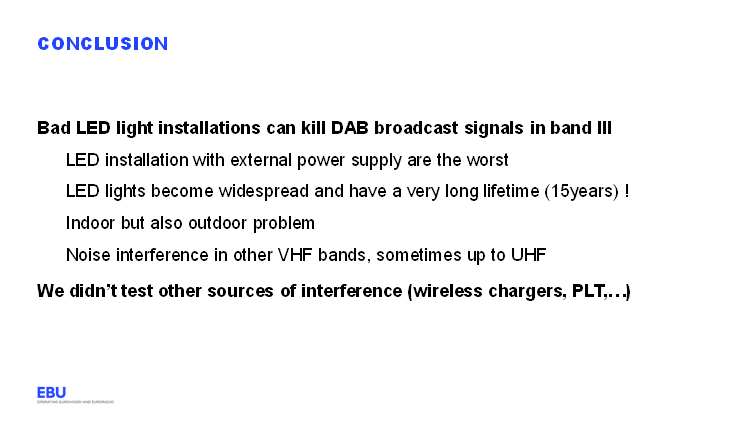 CONCLUSION
Bad LED light installations can kill DAB broadcast signals in band III
LED installation with external power supply are the worst
LED lights become widespread and have a very long lifetime (15years) !
Indoor but also outdoor problem
Noise interference in other VHF bands, sometimes up to UHF
We didn’t test other sources of interference (wireless chargers, PLT,…)
EBU
OPERATING EUROVISION AND EURORADIO